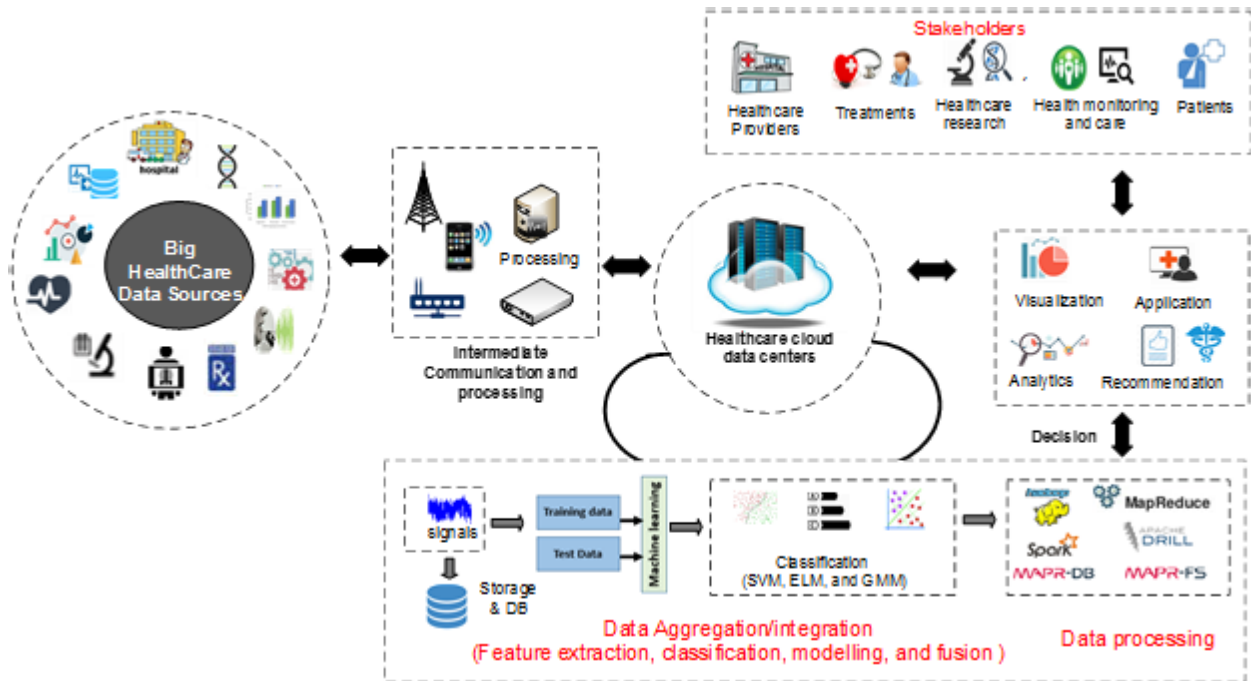 Stakeholders
HOSPITAL
Healthcare
Providers
Treatments
Healthcare
research
Health monitoring
and care
Patients
hospital
Big
HealthCare
Data Sources
Rx
Processing
Intermediate
Communication and
processing
Healthcare cloud
data centers
Visualization
Application
Analytics
Recommendation
Decision
signals
Storage
& DB
Training data
Test Data
Machine learning
Classification
(SVM, ELM, and GMM)
hadoop
MapReduce
Spark
APACHE
DRILL
MAPR-DB
MAPR-FS
Data Aggregation/integration
(Feature extraction, classification, modelling, and fusion )
Data processing